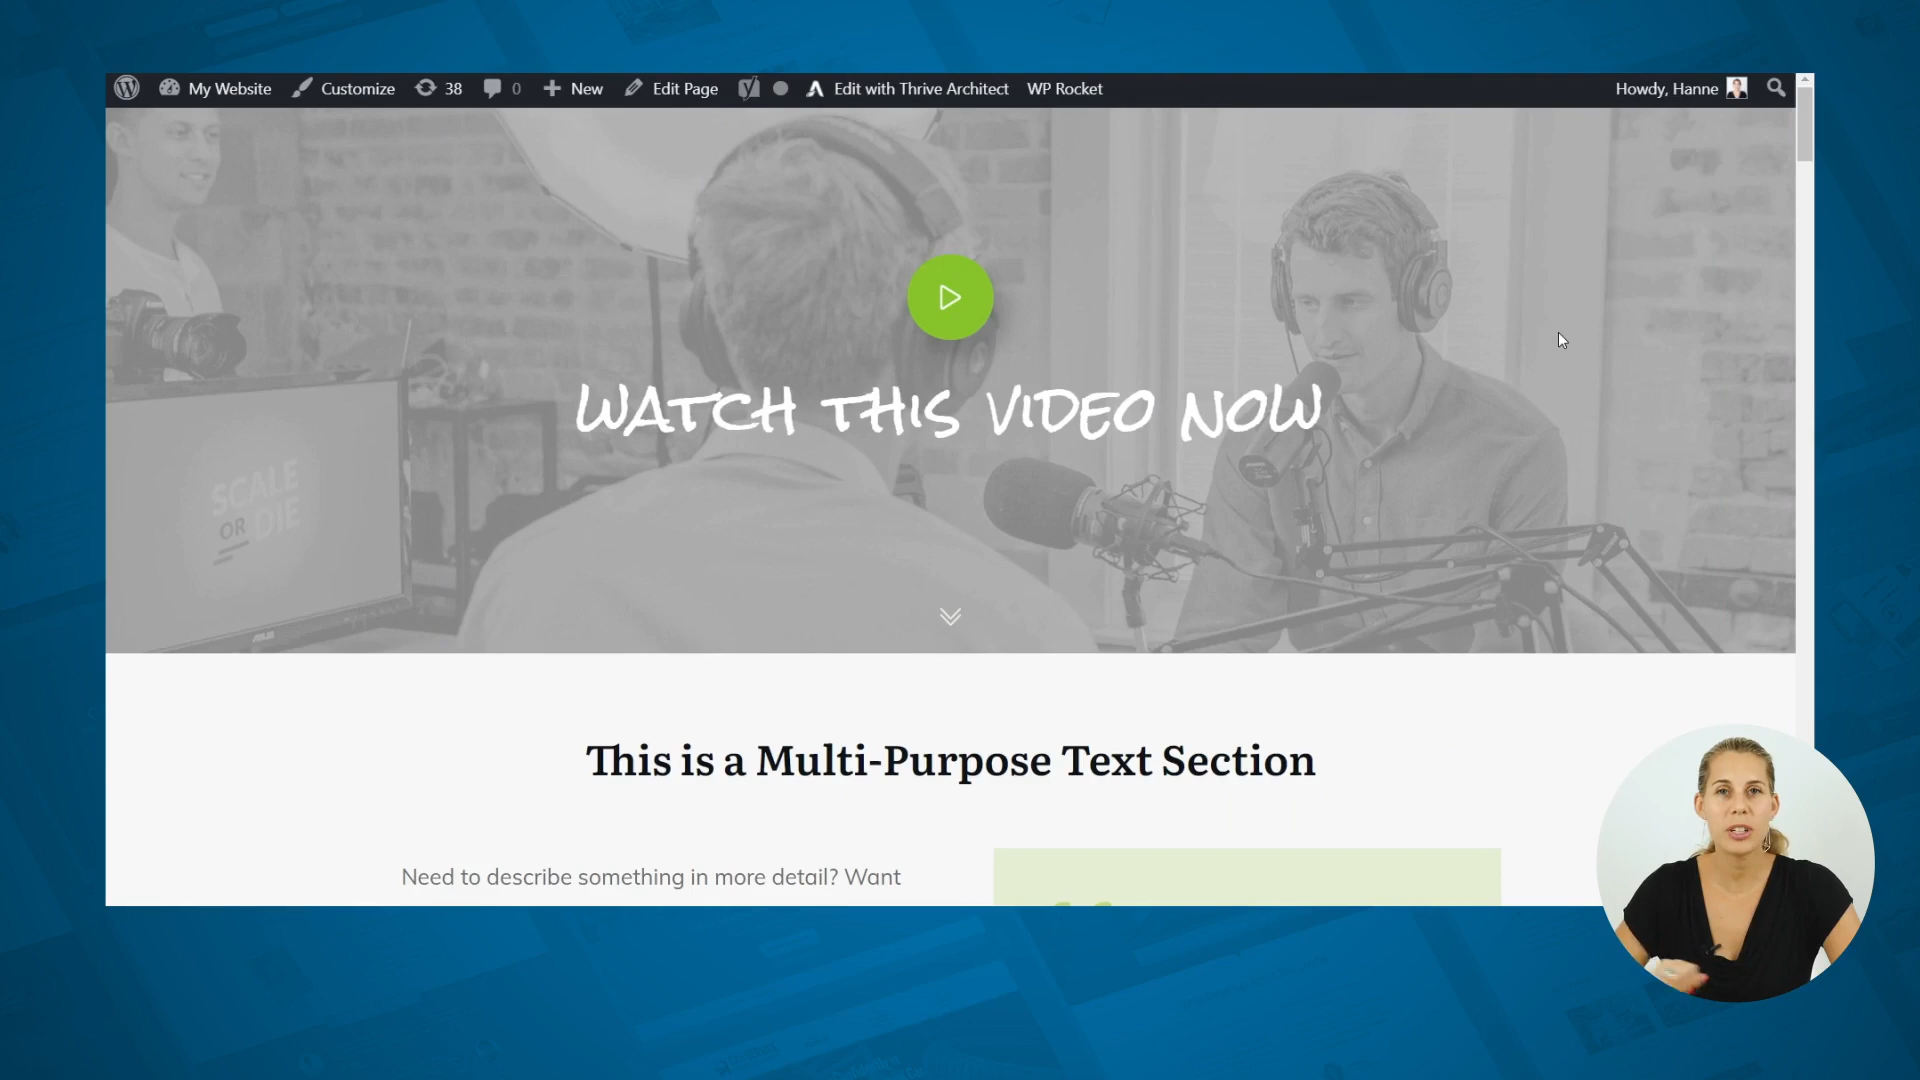 My Website Customize 38 0 New Edit Page Edit with Thrive Architect WP Rocket Howdy, Hanne
SCALE
OR DIE
ASUS
WATCH THIS VIDEO NOW
This is a Multi-Purpose Text Section
Need to describe something in more detail? Want